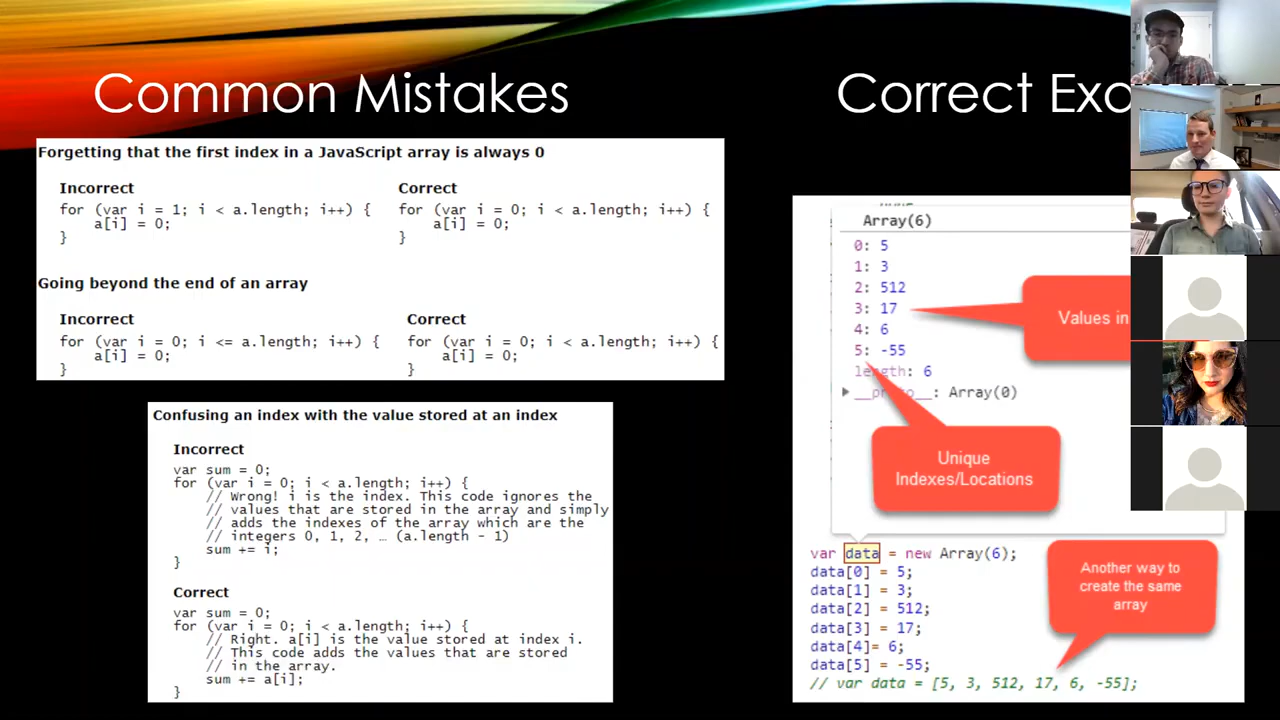 Common Mistakes
Forgetting that the first index in a JavaScript array is always 0
Incorrect
for (var i = 1; i < a.length; i++) {
a[i] = 0;
}
Correct
for (var i = 0; i < a.length; i++) {
a[i] = 0;
}
Going beyond the end of an array
Incorrect
for (var i = 0; i <= a.length; i++) {
a[i] = 0;
}
Correct
for (var i = 0; i < a.length; i++) {
a[i] = 0;
}
Confusing an index with the value stored at an index
Incorrect
var sum = 0;
for (var i = 0; i < a.length; i++) {
// Wrong! i is the index. This code ignores the
// values that are stored in the array and simply
// adds the indexes of the array which are the
// integers 0, 1, 2, … (a.length - 1)
sum += i;
}
Correct
var sum = 0;
for (var i = 0; i < a.length; i++) {
// Right. a[i] is the value stored at index i.
// This code adds the values that are stored
// in the array.
sum += a[i];
}
Correct
Array(6)
0: 5
1: 3
2: 512
3: 17
4: 6
5: -55
length: 6
: Array(0)
Values in
Unique
Indexes/Locations
var data = new Array(6);
data[0] = 5;
data[1] = 3;
data[2] = 512;
data[3] = 17;
data[4]= 6;
data[5] = -55;
// var data = [5, 3, 512, 17, 6, -55];
Another way to
create the same
array